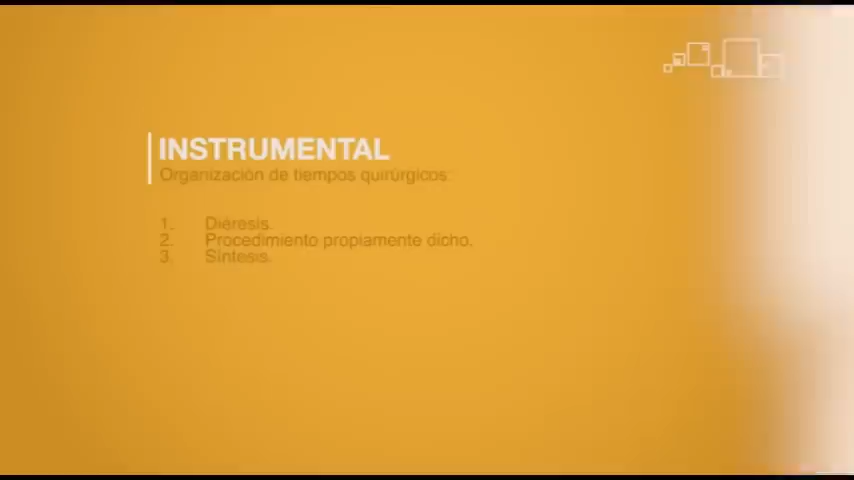 INSTRUMENTAL
Organización de tiempos quirúrgicos:
1. Diéresis.
2. Procedimiento propiamente dicho.
3. Síntesis.